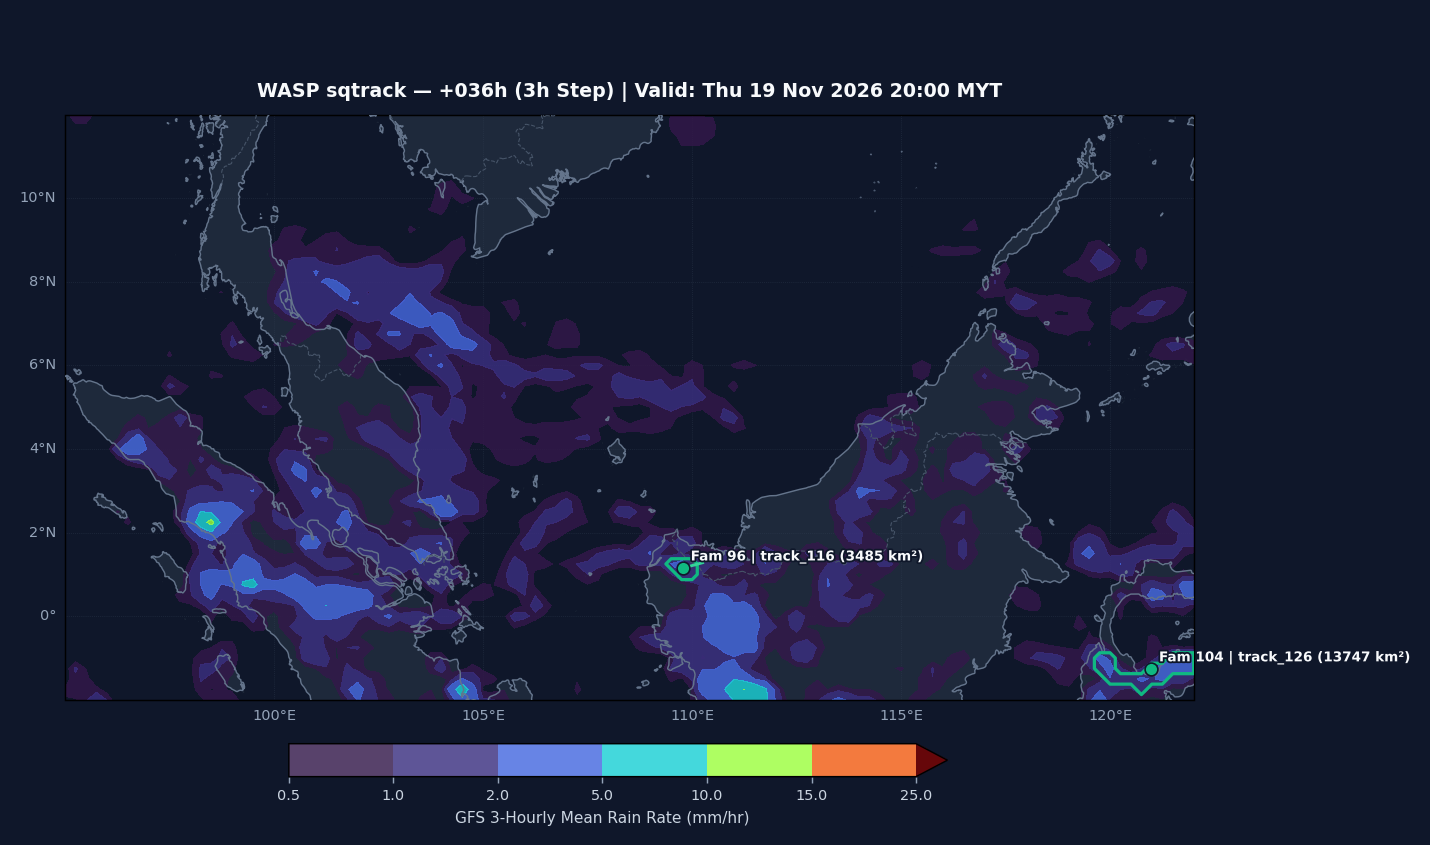 WASP sqtrack — +036h (3h Step) | Valid: Thu 19 Nov 2026 20:00 MYT
10°N
8°N
6°N
4°N
2°N
0°
Fam 96 | track_116 (3485 km²)
Fam 104 | track_126 (13747 km²)
100°E
105°E
110°E
115°E
120°E
0.5
1.0
2.0
5.0
10.0
15.0
25.0
GFS 3-Hourly Mean Rain Rate (mm/hr)